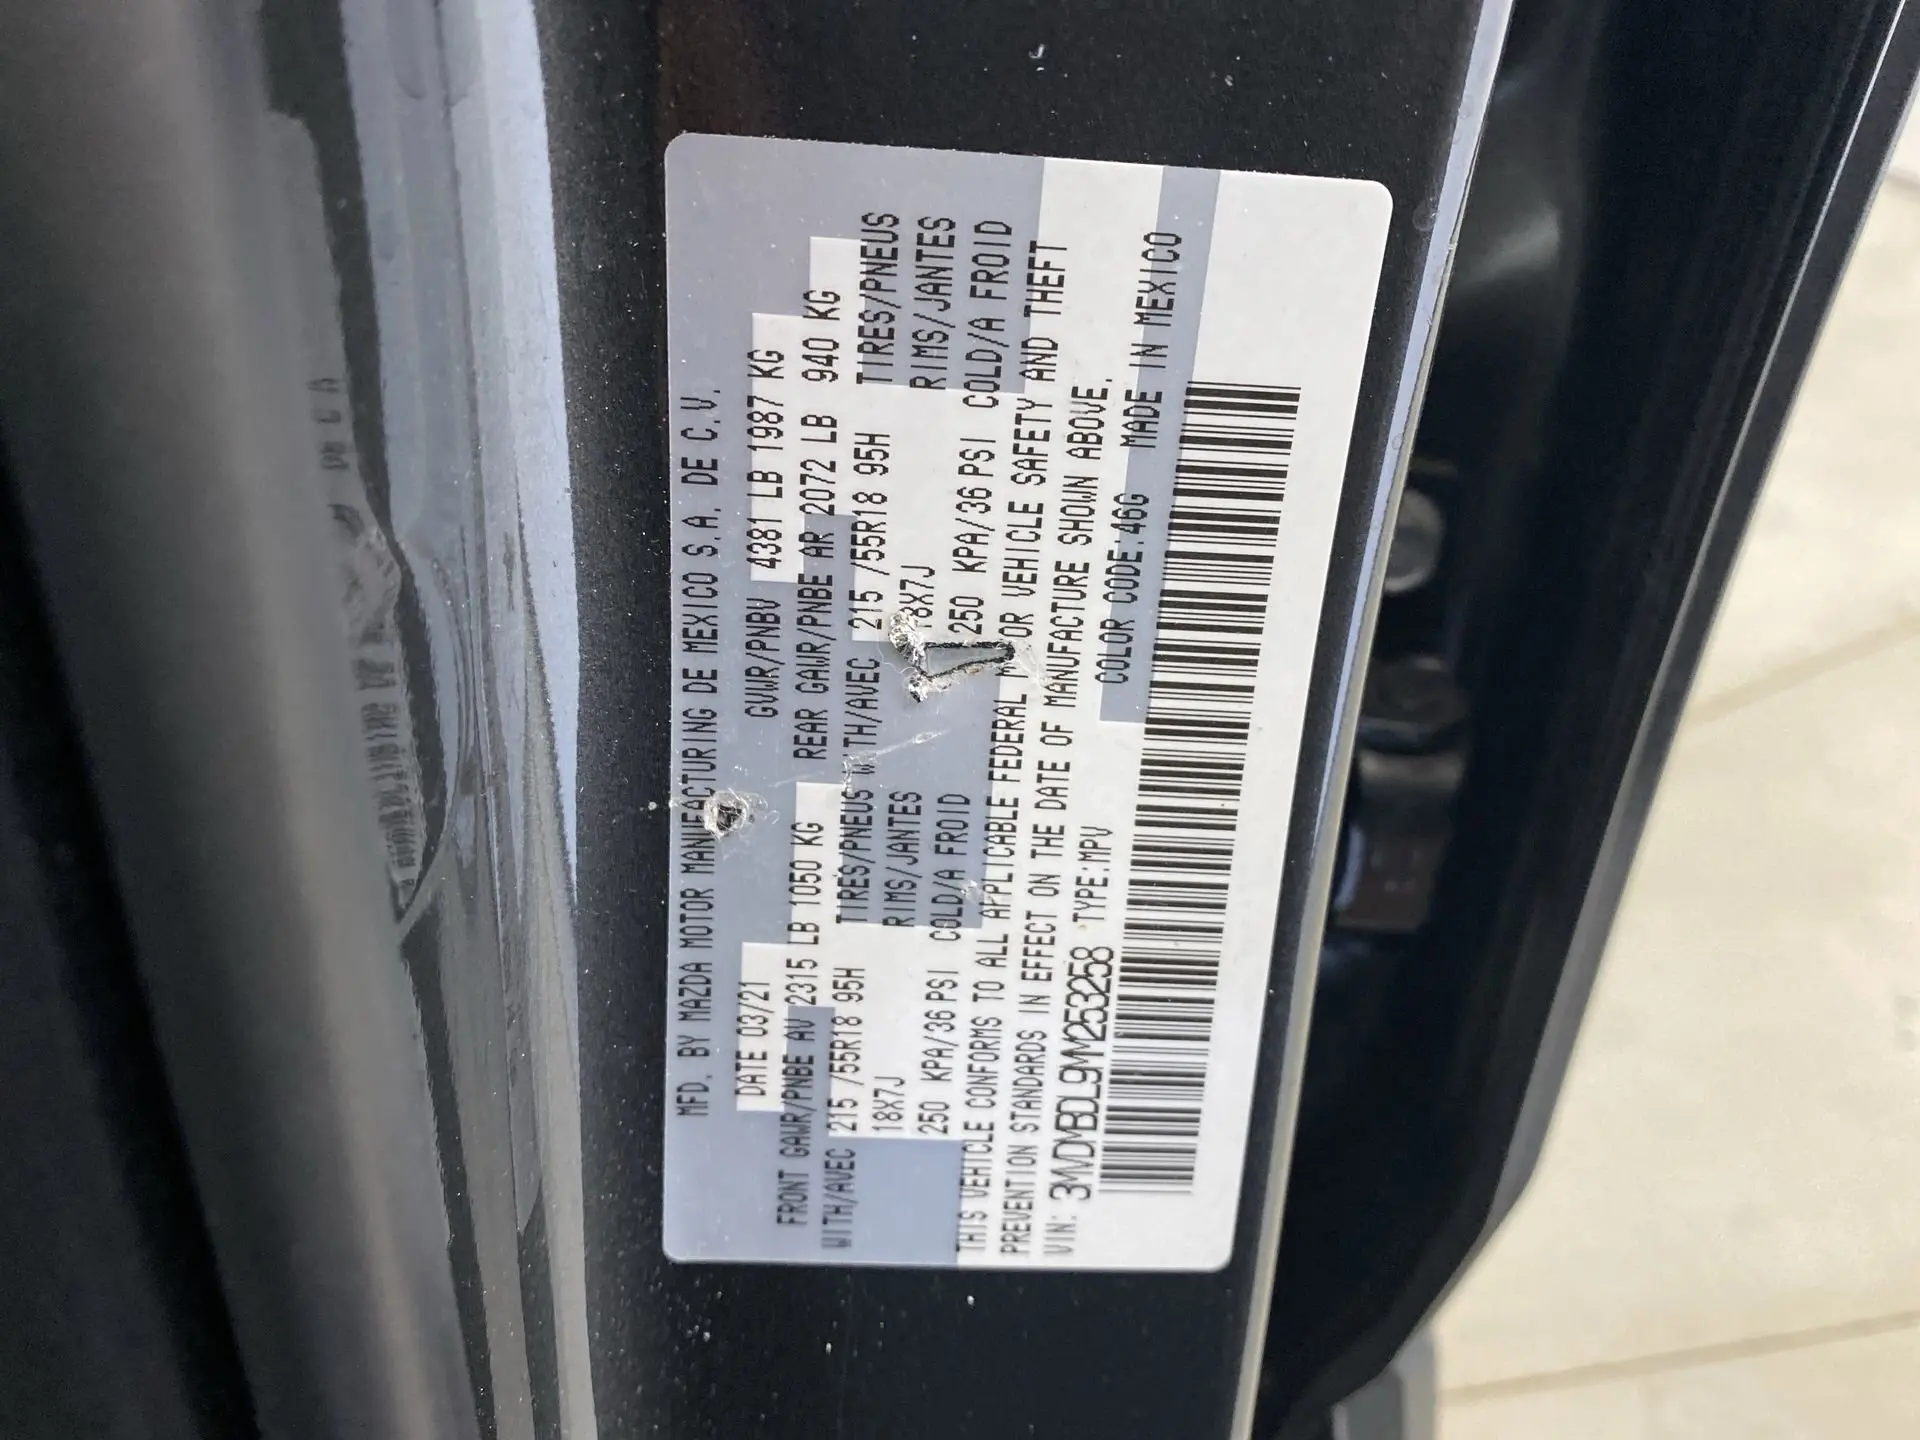 MFD. BY MAZDA MOTOR MANUFACTURING DE MEXICO S.A. DE C.V.
DATE 03/21 GVWR/PNBV 4381 LB 1987 KG
FRONT GAWR/PNBE AV 2315 LB 1050 KG REAR GAWR/PNBE AR 2072 LB 940 KG
WITH/AVEC 215 /55R18 95H TIRES/PNEUS WITH/AVEC 215 /55R18 95H TIRES/PNEUS
18X7J RIMS/JANTES 18X7J RIMS/JANTES
250 KPA/36 PSI COLD/A FROID 250 KPA/36 PSI COLD/A FROID
THIS VEHICLE CONFORMS TO ALL APPLICABLE FEDERAL MOTOR VEHICLE SAFETY AND THEFT
PREVENTION STANDARDS IN EFFECT ON THE DATE OF MANUFACTURE SHOWN ABOVE.
VIN: 3MVDMBDL9MM253258 TYPE:MPV COLOR CODE:46G MADE IN MEXICO